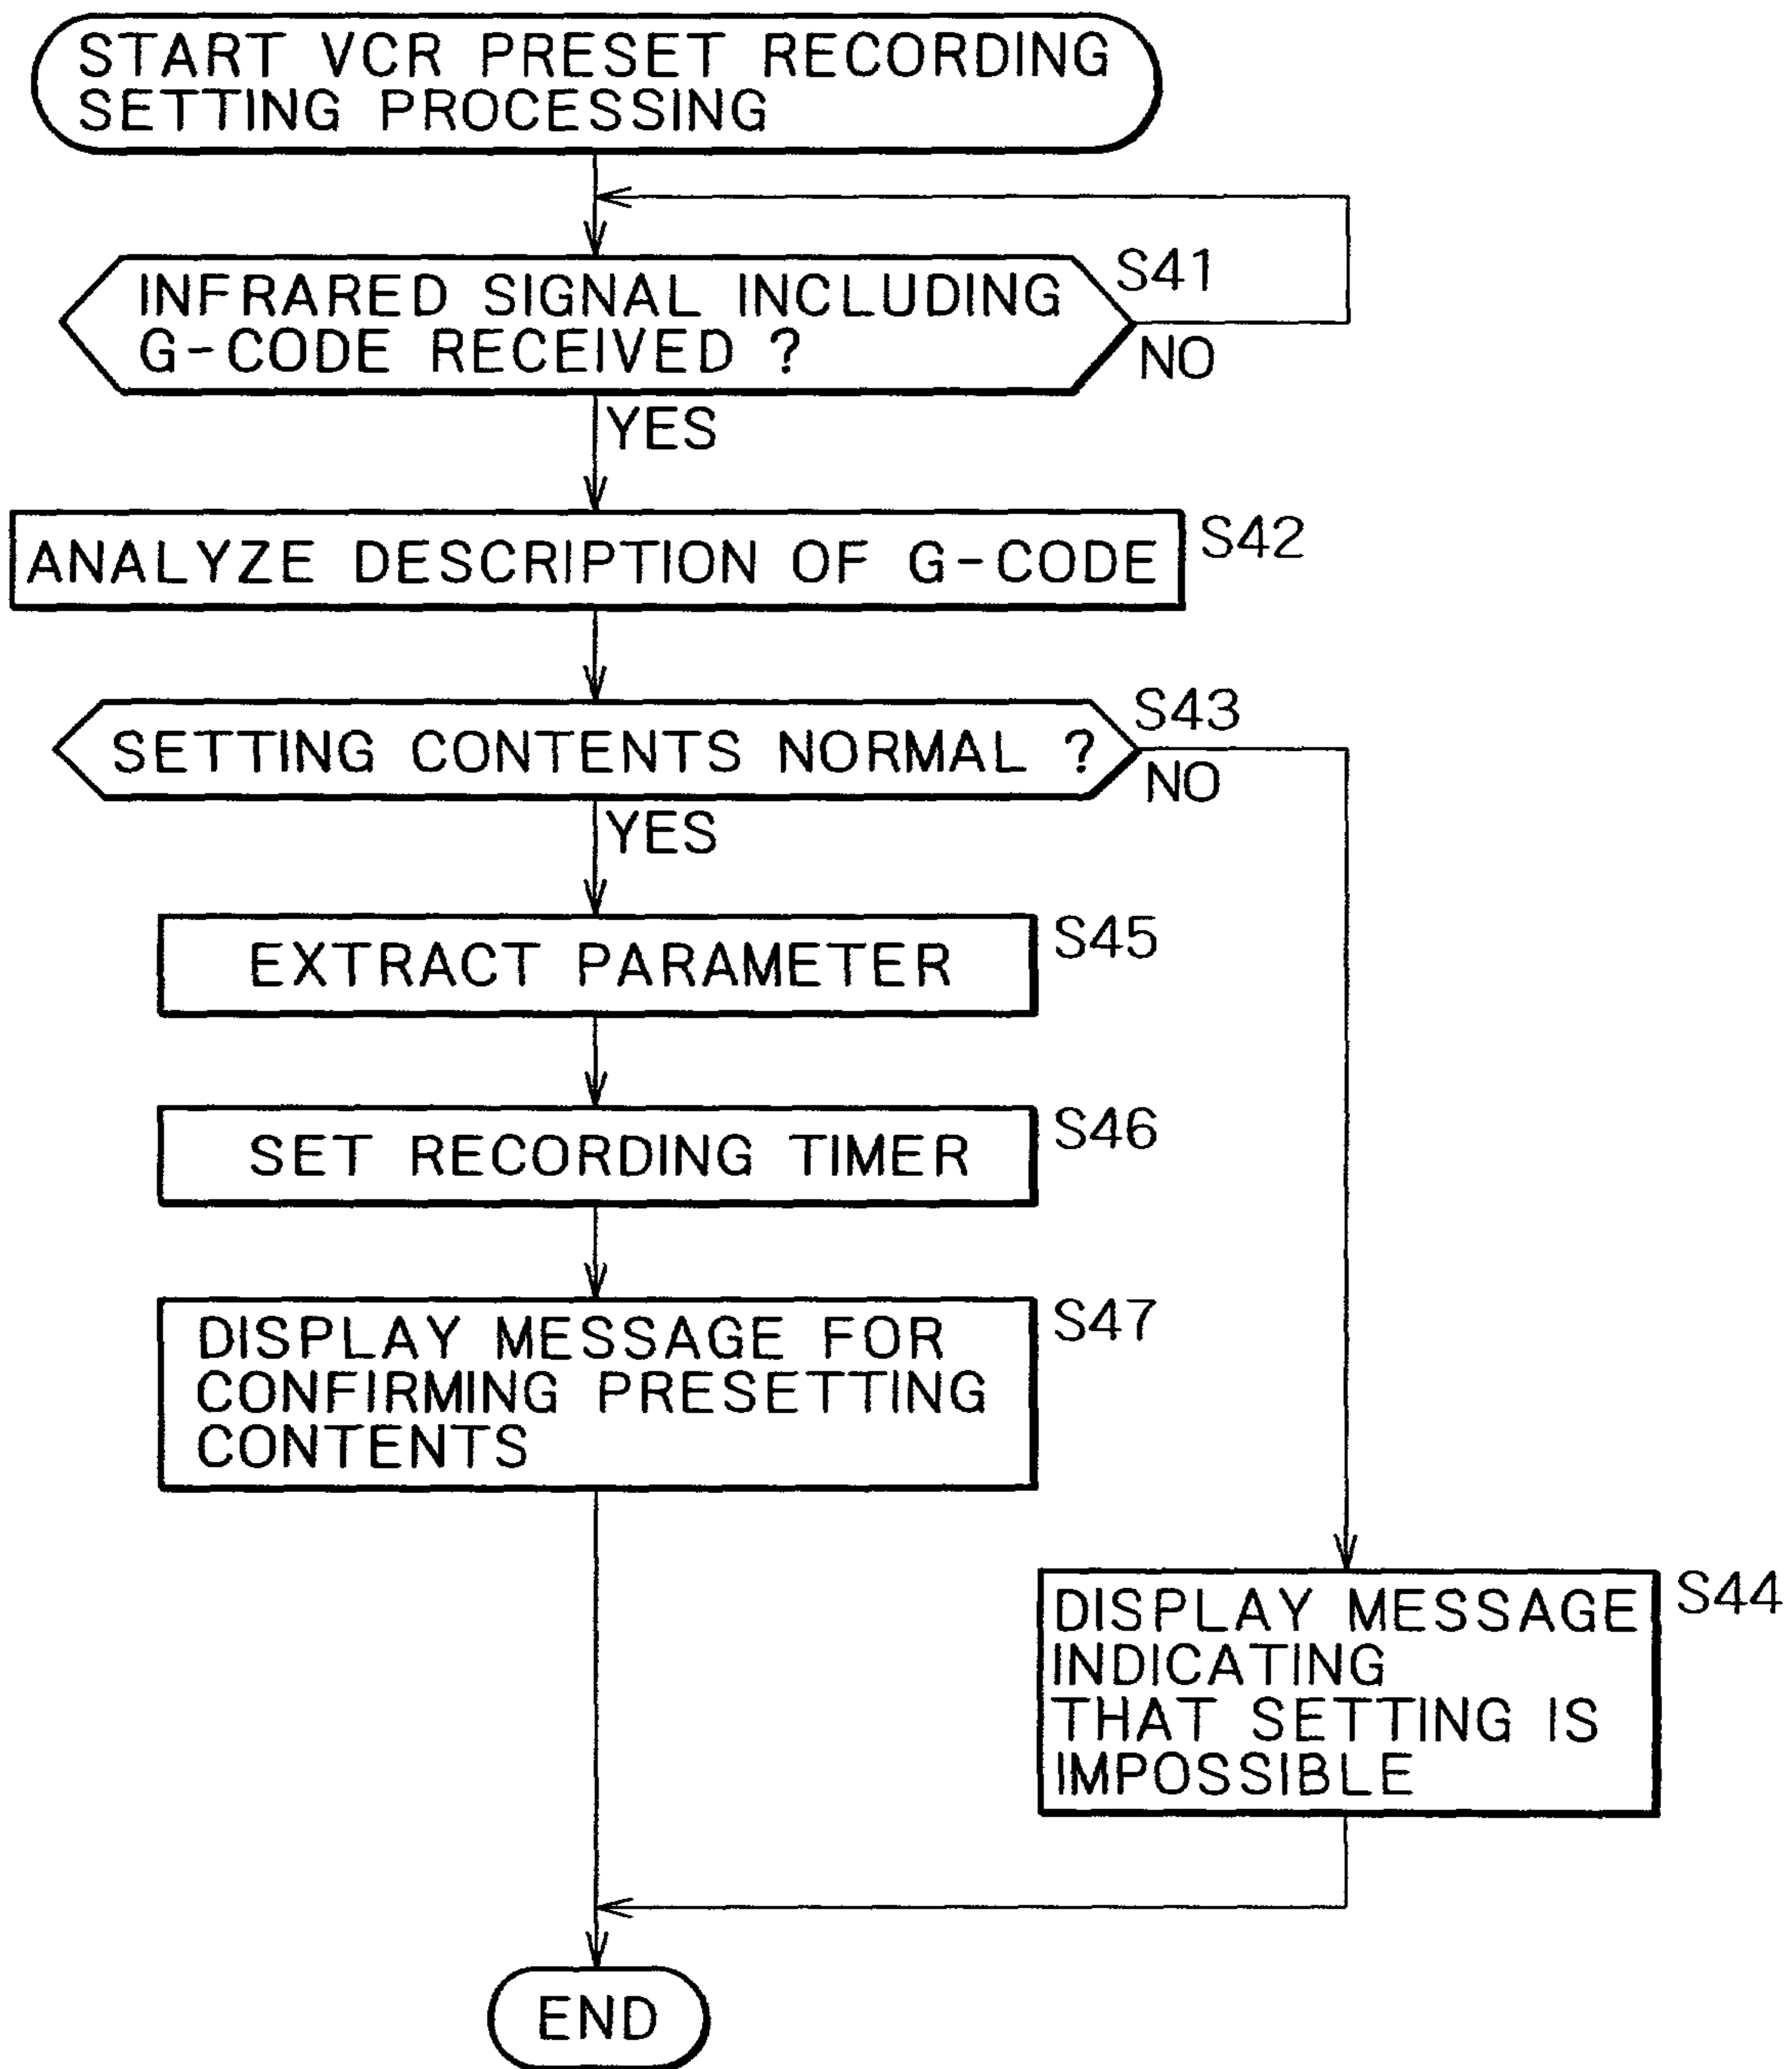 START VCR PRESET RECORDING
SETTING PROCESSING
INFRARED SIGNAL INCLUDING
G-CODE RECEIVED ?
S41
NO
YES
ANALYZE DESCRIPTION OF G-CODE
S42
SETTING CONTENTS NORMAL ?
S43
NO
YES
EXTRACT PARAMETER
S45
SET RECORDING TIMER
S46
DISPLAY MESSAGE FOR
CONFIRMING PRESETTING
CONTENTS
S47
DISPLAY MESSAGE
INDICATING
THAT SETTING IS
IMPOSSIBLE
S44
END